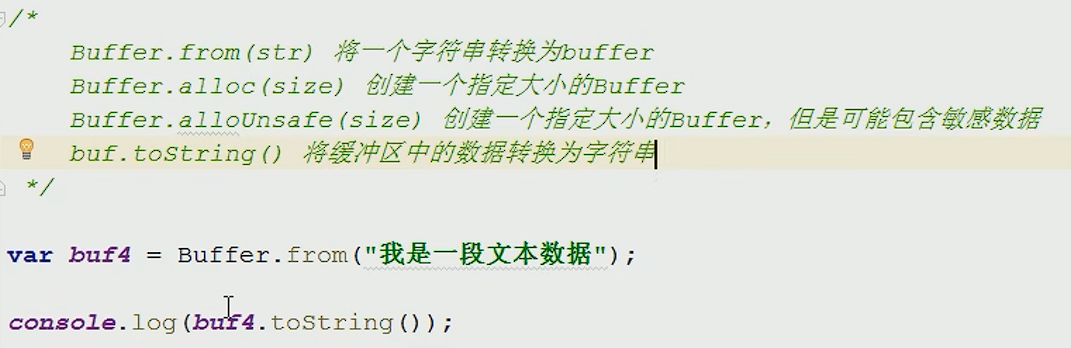 /*
Buffer.from(str) 将一个字符串转换为buffer
Buffer.alloc(size) 创建一个指定大小的Buffer
Buffer.alloUnsafe(size) 创建一个指定大小的Buffer，但是可能包含敏感数据
buf.toString() 将缓冲区中的数据转换为字符串
*/
var buf4 = Buffer.from("我是一段文本数据");
console.log(buf4.toString());